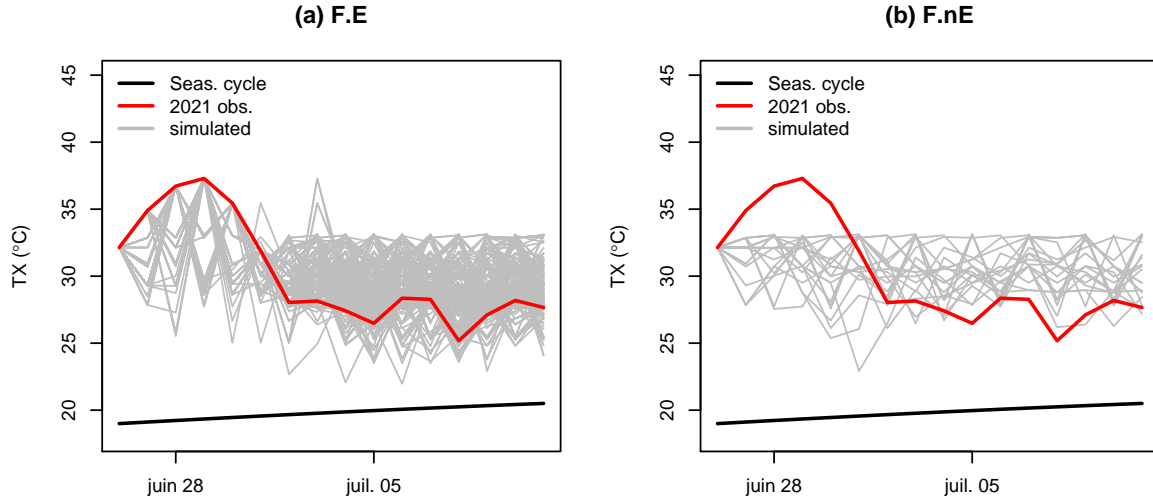 (a) F.E
TX (°C)
45
40
35
30
25
20
Seas. cycle
2021 obs.
simulated
juin 28
juil. 05
(b) F.nE
TX (°C)
45
40
35
30
25
20
Seas. cycle
2021 obs.
simulated
juin 28
juil. 05